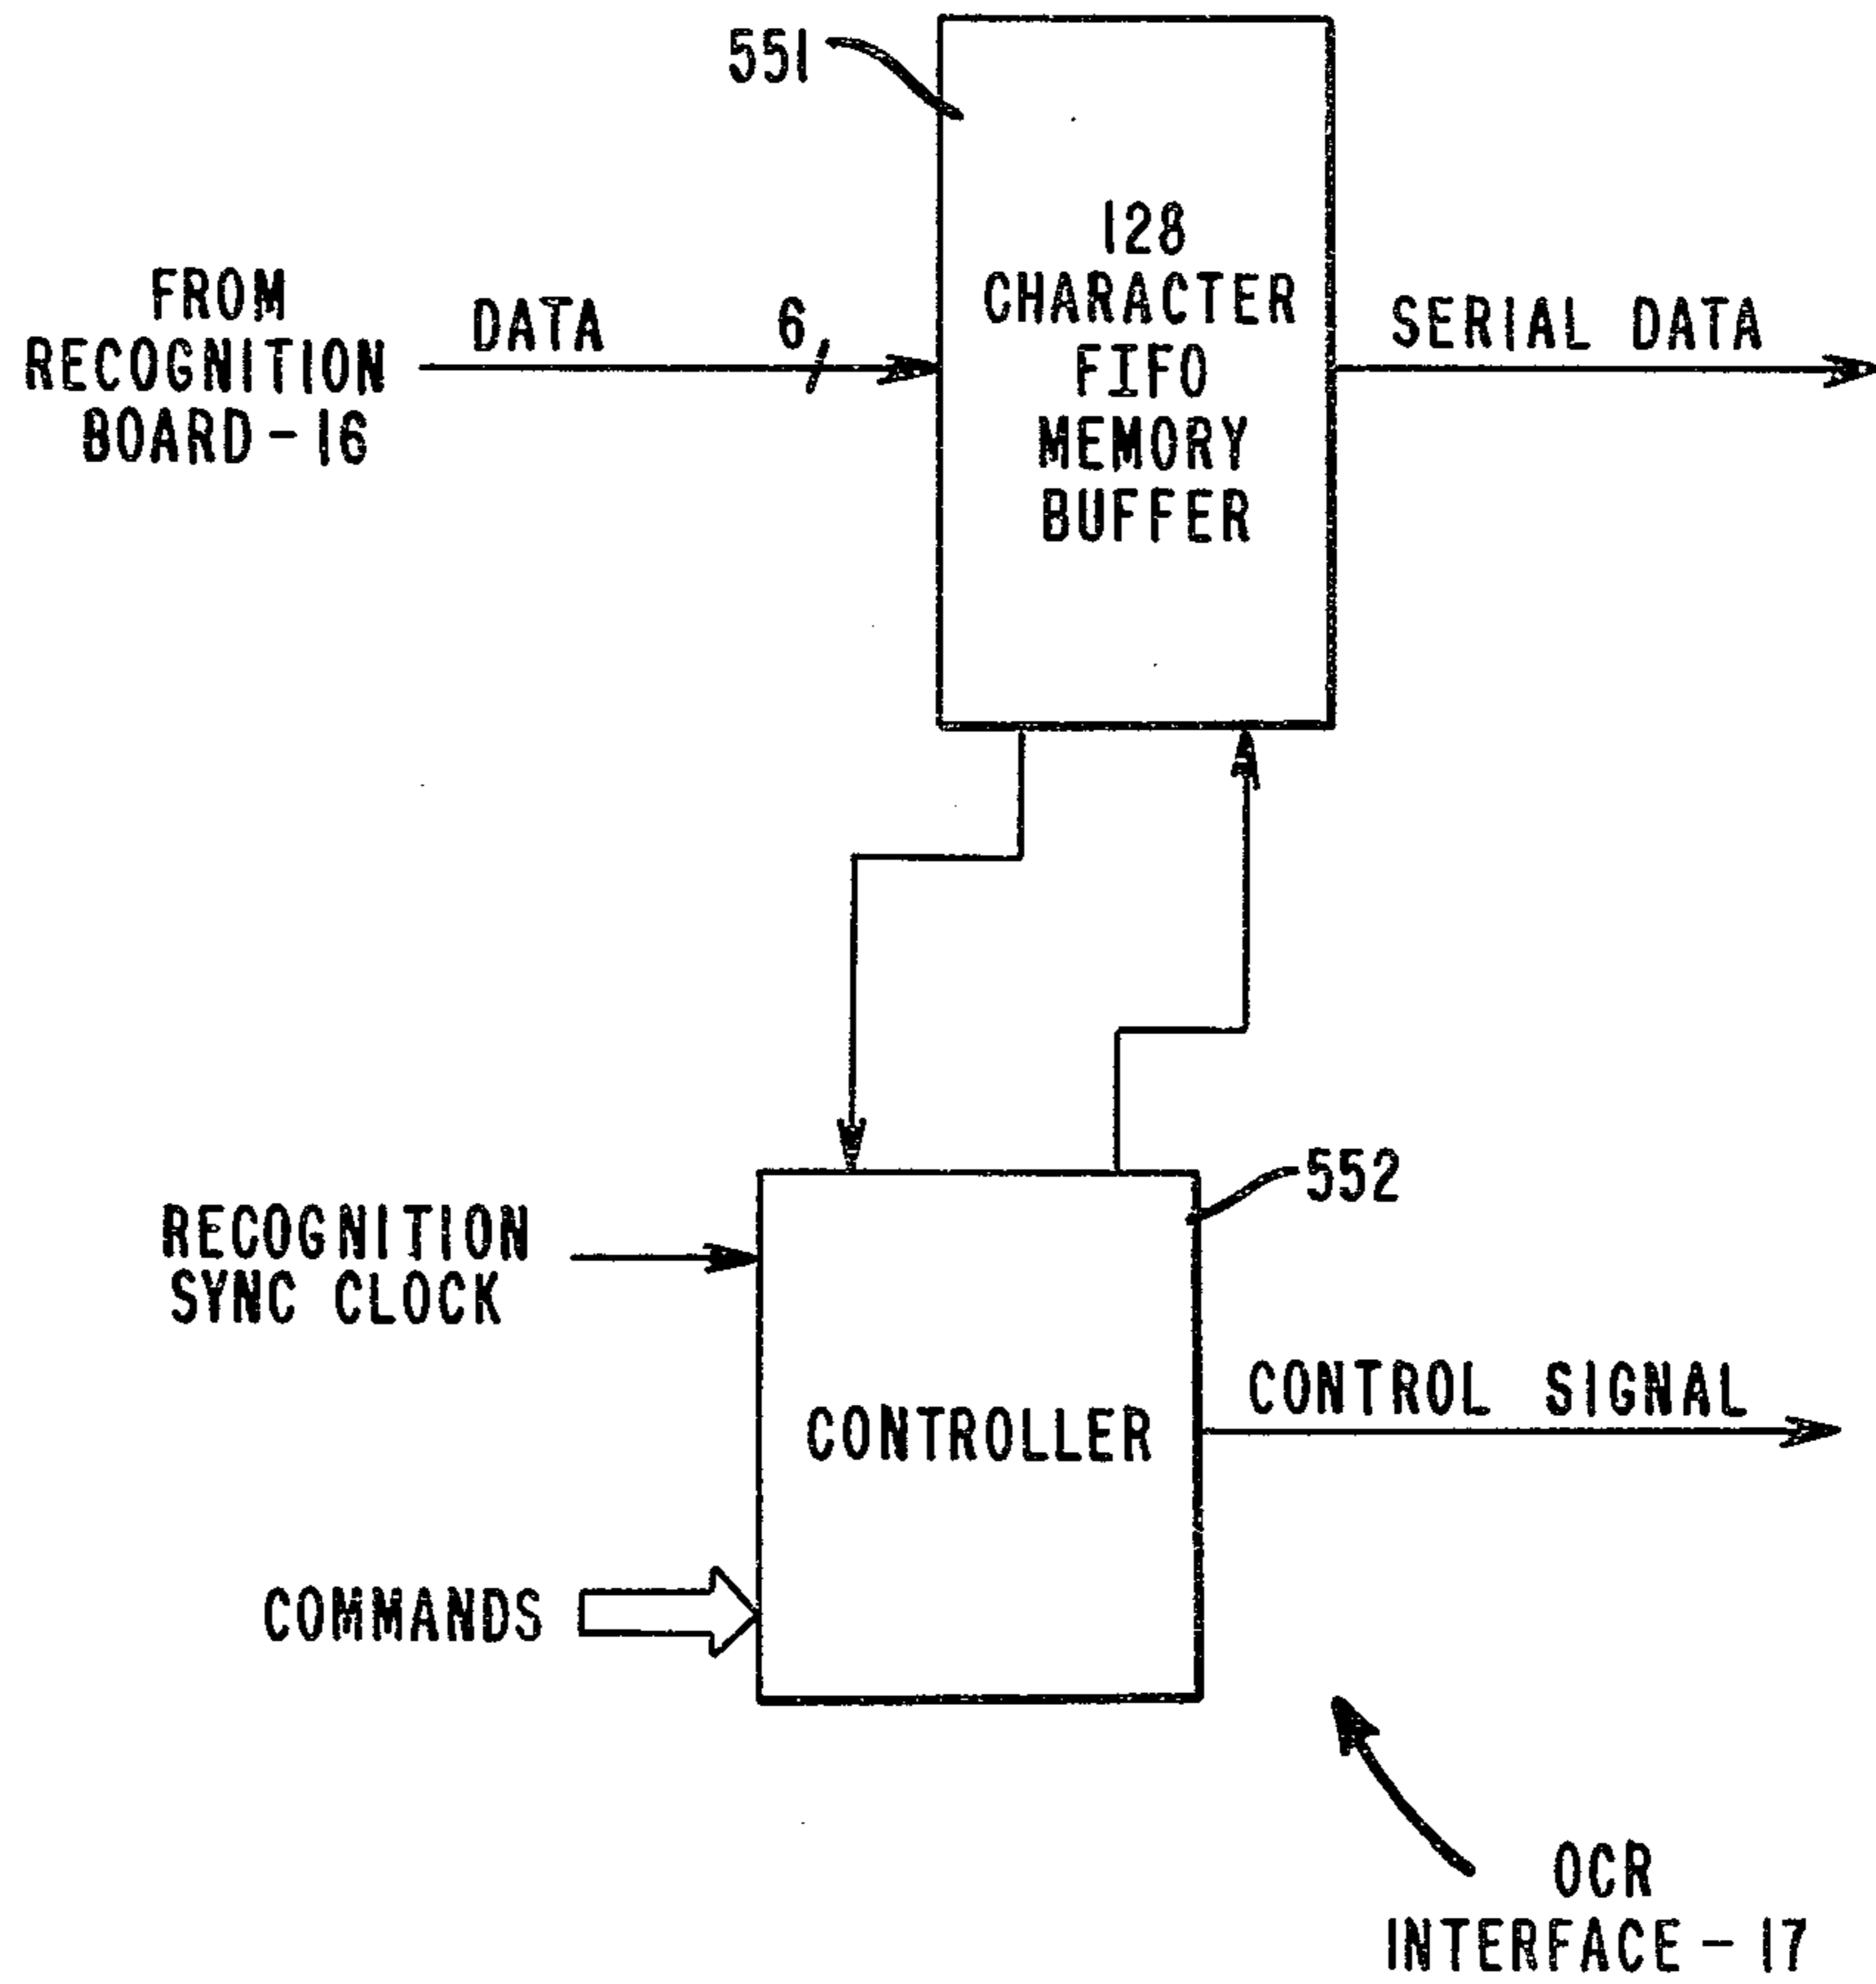 551
128
CHARACTER
FIFO
MEMORY
BUFFER
FROM
RECOGNITION
BOARD-16
DATA 6
SERIAL DATA
552
RECOGNITION
SYNC CLOCK
CONTROLLER
CONTROL SIGNAL
COMMANDS
OCR
INTERFACE-17